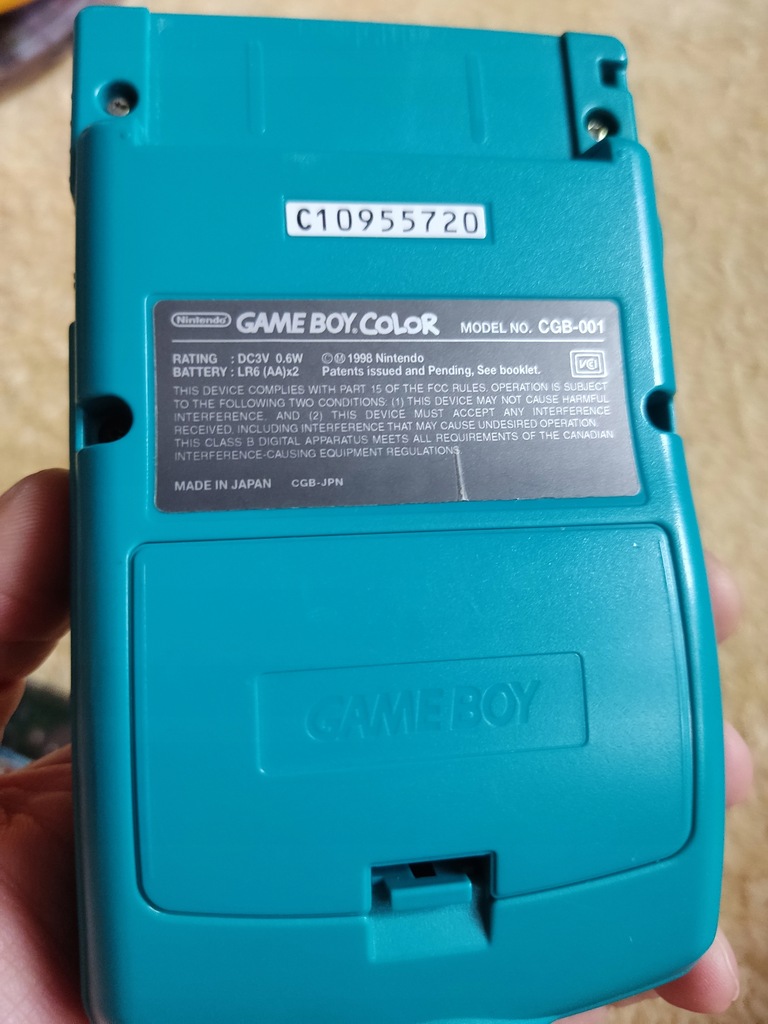 C10955720
Nintendo GAME BOY COLOR MODEL NO. CGB-001
RATING : DC3V 0.6W ©Ⓜ 1998 Nintendo
BATTERY : LR6 (AA)x2 Patents issued and Pending, See booklet.
VCI
THIS DEVICE COMPLIES WITH PART 15 OF THE FCC RULES. OPERATION IS SUBJECT
TO THE FOLLOWING TWO CONDITIONS: (1) THIS DEVICE MAY NOT CAUSE HARMFUL
INTERFERENCE, AND (2) THIS DEVICE MUST ACCEPT ANY INTERFERENCE
RECEIVED, INCLUDING INTERFERENCE THAT MAY CAUSE UNDESIRED OPERATION.
THIS CLASS B DIGITAL APPARATUS MEETS ALL REQUIREMENTS OF THE CANADIAN
INTERFERENCE-CAUSING EQUIPMENT REGULATIONS.
MADE IN JAPAN CGB-JPN
GAME BOY